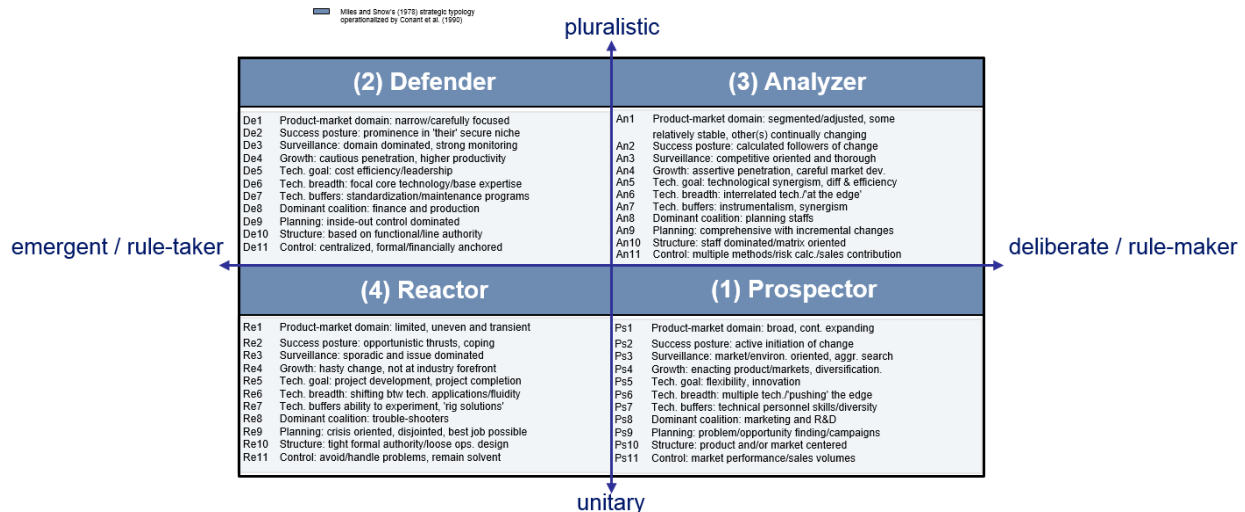 Miles and Snow's (1978) strategic typology
operationalized by Conant et al. (1990)
pluralistic
(2) Defender
De1 Product-market domain: narrow/carefully focused
De2 Success posture: prominence in 'their' secure niche
De3 Surveillance: domain dominated, strong monitoring
De4 Growth: cautious penetration, higher productivity
De5 Tech. goal: cost efficiency/leadership
De6 Tech. breadth: focal core technology/base expertise
De7 Tech. buffers: standardization/maintenance programs
De8 Dominant coalition: finance and production
De9 Planning: inside-out control dominated
De10 Structure: based on functional/line authority
De11 Control: centralized, formal/financially anchored
(3) Analyzer
An1 Product-market domain: segmented/adjusted, some
relatively stable, other(s) continually changing
An2 Success posture: calculated followers of change
An3 Surveillance: competitive oriented and thorough
An4 Growth: assertive penetration, careful market dev.
An5 Tech. goal: technological synergism, diff & efficiency
An6 Tech. breadth: interrelated tech./'at the edge'
An7 Tech. buffers: instrumentalism, synergism
An8 Dominant coalition: planning staffs
An9 Planning: comprehensive with incremental changes
An10 Structure: staff dominated/matrix oriented
An11 Control: multiple methods/risk calc./sales contribution
emergent / rule-taker
deliberate / rule-maker
(4) Reactor
Re1 Product-market domain: limited, uneven and transient
Re2 Success posture: opportunistic thrusts, coping
Re3 Surveillance: sporadic and issue dominated
Re4 Growth: hasty change, not at industry forefront
Re5 Tech. goal: project development, project completion
Re6 Tech. breadth: shifting btw tech. applications/fluidity
Re7 Tech. buffers ability to experiment, 'rig solutions'
Re8 Dominant coalition: trouble-shooters
Re9 Planning: crisis oriented, disjointed, best job possible
Re10 Structure: tight formal authority/loose ops. design
Re11 Control: avoid/handle problems, remain solvent
(1) Prospector
Ps1 Product-market domain: broad, cont. expanding
Ps2 Success posture: active initiation of change
Ps3 Surveillance: market/environ. oriented, aggr. search
Ps4 Growth: enacting product/markets, diversification.
Ps5 Tech. goal: flexibility, innovation
Ps6 Tech. breadth: multiple tech./'pushing' the edge
Ps7 Tech. buffers: technical personnel skills/diversity
Ps8 Dominant coalition: marketing and R&D
Ps9 Planning: problem/opportunity finding/campaigns
Ps10 Structure: product and/or market centered
Ps11 Control: market performance/sales volumes
unitary